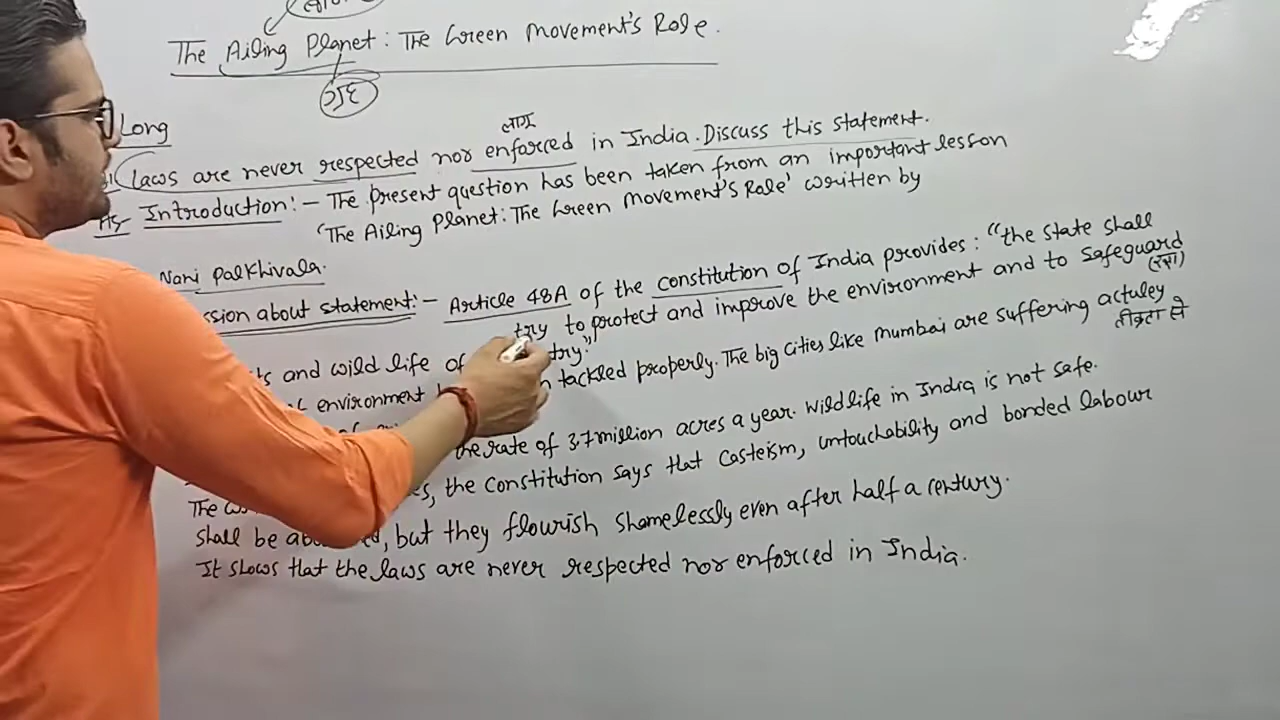 The Ailing Planet: The Green Movement's Role.
ग्रह
Long
लागू
Laws are never respected nor enforced in India. Discuss this statement.
Introduction:- The present question has been taken from an important lesson
'The Ailing Planet: The Green Movement's Role' written by
Nani Palkhivala.
about statement:- Article 48A of the constitution of India provides: "the state shall
try to protect and improve the environment and to safeguard
(रक्षा)
and wild life of try."
environment tackled properly. The big cities like Mumbai are suffering actuley
तीव्रता से
the rate of 3.7 million acres a year. Wildlife in India is not safe.
The the constitution says that casteism, untouchability and bonded labour
shall be but they flourish shamelessly even after half a century.
It shows that the laws are never respected nor enforced in India.